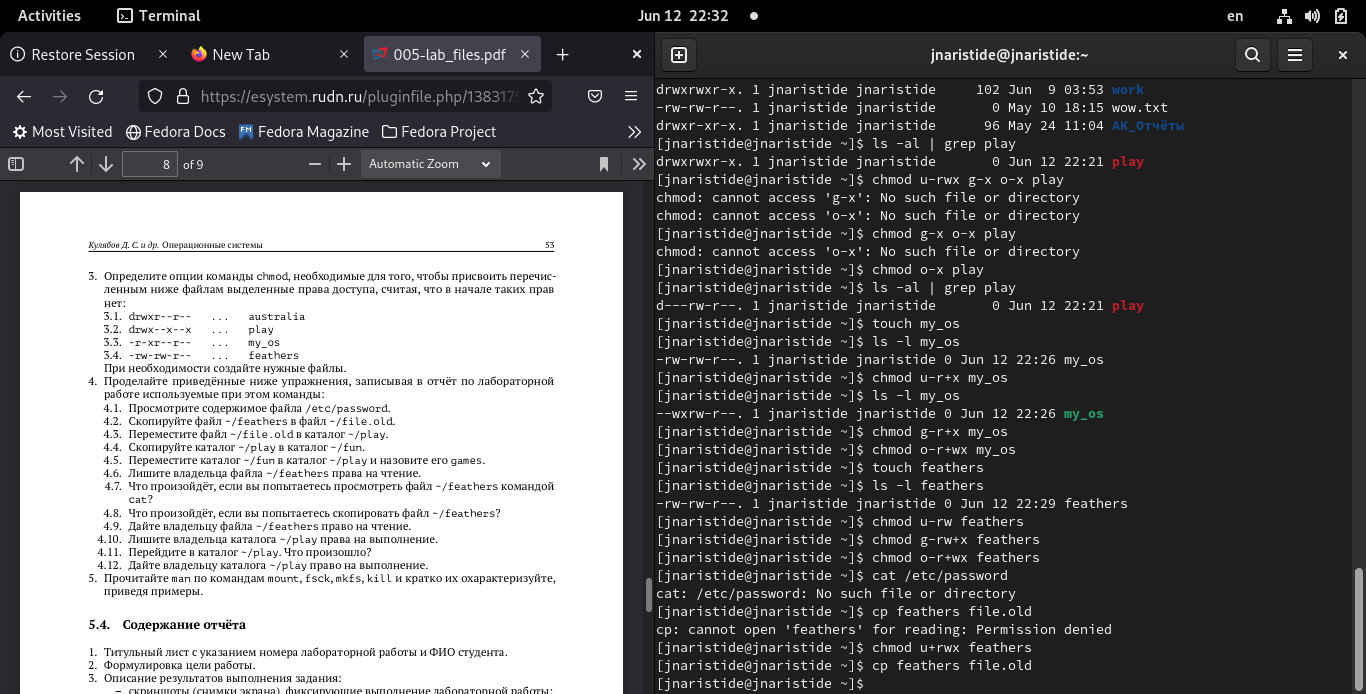 Activities
Terminal
Jun 12 22:32
en
Restore Session
New Tab
005-lab_files.pdf
https://esystem.rudn.ru/pluginfile.php/1383175
Most Visited
Fedora Docs
Fedora Magazine
Fedora Project
8 of 9
Automatic Zoom
Кулябов Д. С. и др. Операционные системы 53
3. Определите опции команды chmod, необходимые для того, чтобы присвоить перечис-
ленным ниже файлам выделенные права доступа, считая, что в начале таких прав
нет:
3.1. drwxr--r-- ... australia
3.2. drwx--x--x ... play
3.3. -r-xr--r-- ... my_os
3.4. -rw-rw-r-- ... feathers
При необходимости создайте нужные файлы.
4. Проделайте приведённые ниже упражнения, записывая в отчёт по лабораторной
работе используемые при этом команды:
4.1. Просмотрите содержимое файла /etc/password.
4.2. Скопируйте файл ~/feathers в файл ~/file.old.
4.3. Переместите файл ~/file.old в каталог ~/play.
4.4. Скопируйте каталог ~/play в каталог ~/fun.
4.5. Переместите каталог ~/fun в каталог ~/play и назовите его games.
4.6. Лишите владельца файла ~/feathers права на чтение.
4.7. Что произойдёт, если вы попытаетесь просмотреть файл ~/feathers командой
cat?
4.8. Что произойдёт, если вы попытаетесь скопировать файл ~/feathers?
4.9. Дайте владельцу файла ~/feathers право на чтение.
4.10. Лишите владельца каталога ~/play права на выполнение.
4.11. Перейдите в каталог ~/play. Что произошло?
4.12. Дайте владельцу каталога ~/play право на выполнение.
5. Прочитайте man по командам mount, fsck, mkfs, kill и кратко их охарактеризуйте,
приведя примеры.
5.4. Содержание отчёта
1. Титульный лист с указанием номера лабораторной работы и ФИО студента.
2. Формулировка цели работы.
3. Описание результатов выполнения задания:
– скриншоты (снимки экрана), фиксирующие выполнение лабораторной работы;
jnaristide@jnaristide:~
drwxrwxr-x. 1 jnaristide jnaristide 102 Jun 9 03:53 work
-rw-rw-r--. 1 jnaristide jnaristide 0 May 10 18:15 wow.txt
drwxr-xr-x. 1 jnaristide jnaristide 96 May 24 11:04 АК_Отчёты
[jnaristide@jnaristide ~]$ ls -al | grep play
drwxrwxr-x. 1 jnaristide jnaristide 0 Jun 12 22:21 play
[jnaristide@jnaristide ~]$ chmod u-rwx g-x o-x play
chmod: cannot access 'g-x': No such file or directory
chmod: cannot access 'o-x': No such file or directory
[jnaristide@jnaristide ~]$ chmod g-x o-x play
chmod: cannot access 'o-x': No such file or directory
[jnaristide@jnaristide ~]$ chmod o-x play
[jnaristide@jnaristide ~]$ ls -al | grep play
d---rw-r--. 1 jnaristide jnaristide 0 Jun 12 22:21 play
[jnaristide@jnaristide ~]$ touch my_os
[jnaristide@jnaristide ~]$ ls -l my_os
-rw-rw-r--. 1 jnaristide jnaristide 0 Jun 12 22:26 my_os
[jnaristide@jnaristide ~]$ chmod u-r+x my_os
[jnaristide@jnaristide ~]$ ls -l my_os
--wxrw-r--. 1 jnaristide jnaristide 0 Jun 12 22:26 my_os
[jnaristide@jnaristide ~]$ chmod g-r+x my_os
[jnaristide@jnaristide ~]$ chmod o-r+wx my_os
[jnaristide@jnaristide ~]$ touch feathers
[jnaristide@jnaristide ~]$ ls -l feathers
-rw-rw-r--. 1 jnaristide jnaristide 0 Jun 12 22:29 feathers
[jnaristide@jnaristide ~]$ chmod u-rw feathers
[jnaristide@jnaristide ~]$ chmod g-rw+x feathers
[jnaristide@jnaristide ~]$ chmod o-r+wx feathers
[jnaristide@jnaristide ~]$ cat /etc/password
cat: /etc/password: No such file or directory
[jnaristide@jnaristide ~]$ cp feathers file.old
cp: cannot open 'feathers' for reading: Permission denied
[jnaristide@jnaristide ~]$ chmod u+rwx feathers
[jnaristide@jnaristide ~]$ cp feathers file.old
[jnaristide@jnaristide ~]$